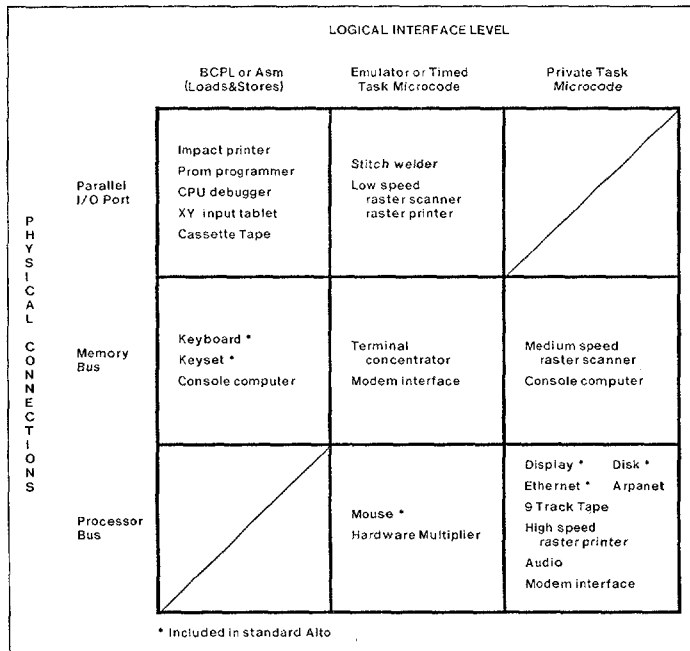 LOGICAL INTERFACE LEVEL
BCPL or Asm
(Loads&Stores)
Emulator or Timed
Task Microcode
Private Task
Microcode
PHYSICAL CONNECTIONS
Parallel
I/O Port
Impact printer
Prom programmer
CPU debugger
XY input tablet
Cassette Tape
Stitch welder
Low speed
raster scanner
raster printer
Memory
Bus
Keyboard *
Keyset *
Console computer
Terminal
concentrator
Modem interface
Medium speed
raster scanner
Console computer
Processor
Bus
Mouse *
Hardware Multiplier
Display * Disk *
Ethernet * Arpanet
9 Track Tape
High speed
raster printer
Audio
Modem interface
* Included in standard Alto